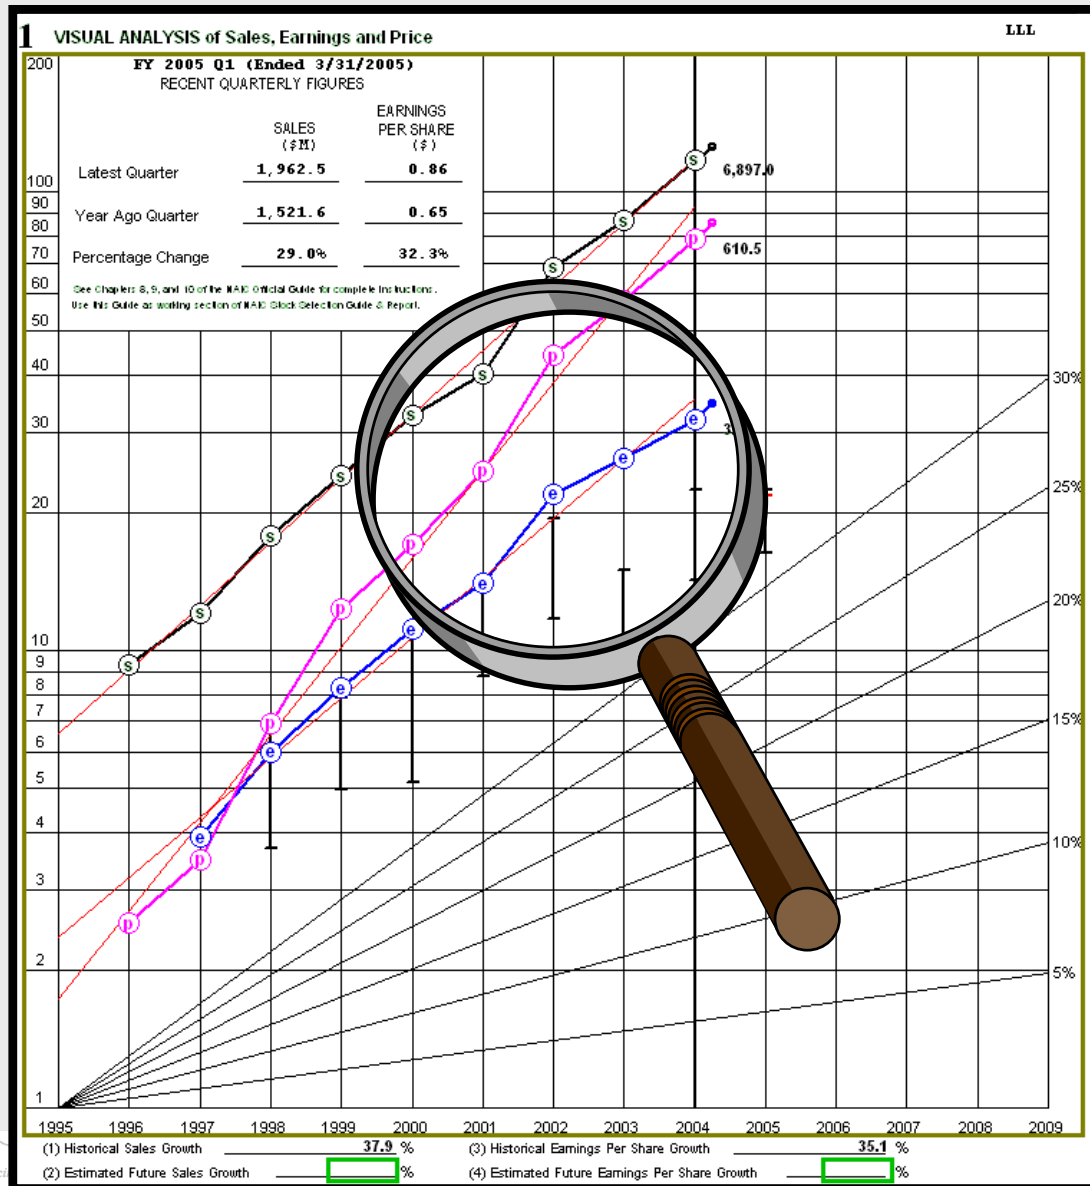 1 VISUAL ANALYSIS of Sales, Earnings and Price LLL
FY 2005 Q1 (Ended 3/31/2005)
RECENT QUARTERLY FIGURES
SALES
($M)
EARNINGS
PER SHARE
($)
Latest Quarter 1,962.5 0.86
Year Ago Quarter 1,521.6 0.65
Percentage Change 29.0% 32.3%
See Chapters 8, 9, and 10 of the NAIC Official Guide for complete instructions.
Use this Guide as working section of NAIC Stock Selection Guide & Report.
200
100
90
80
70
60
50
40
30
20
10
9
8
7
6
5
4
3
2
1
s s s s s s s s
6,897.0
p p p p p p p p
610.5
e e e e e e e
3
30%
25%
20%
15%
10%
5%
1995 1996 1997 1998 1999 2000 2001 2002 2003 2004 2005 2006 2007 2008 2009
(1) Historical Sales Growth 37.9 % (3) Historical Earnings Per Share Growth 35.1 %
(2) Estimated Future Sales Growth % (4) Estimated Future Earnings Per Share Growth %